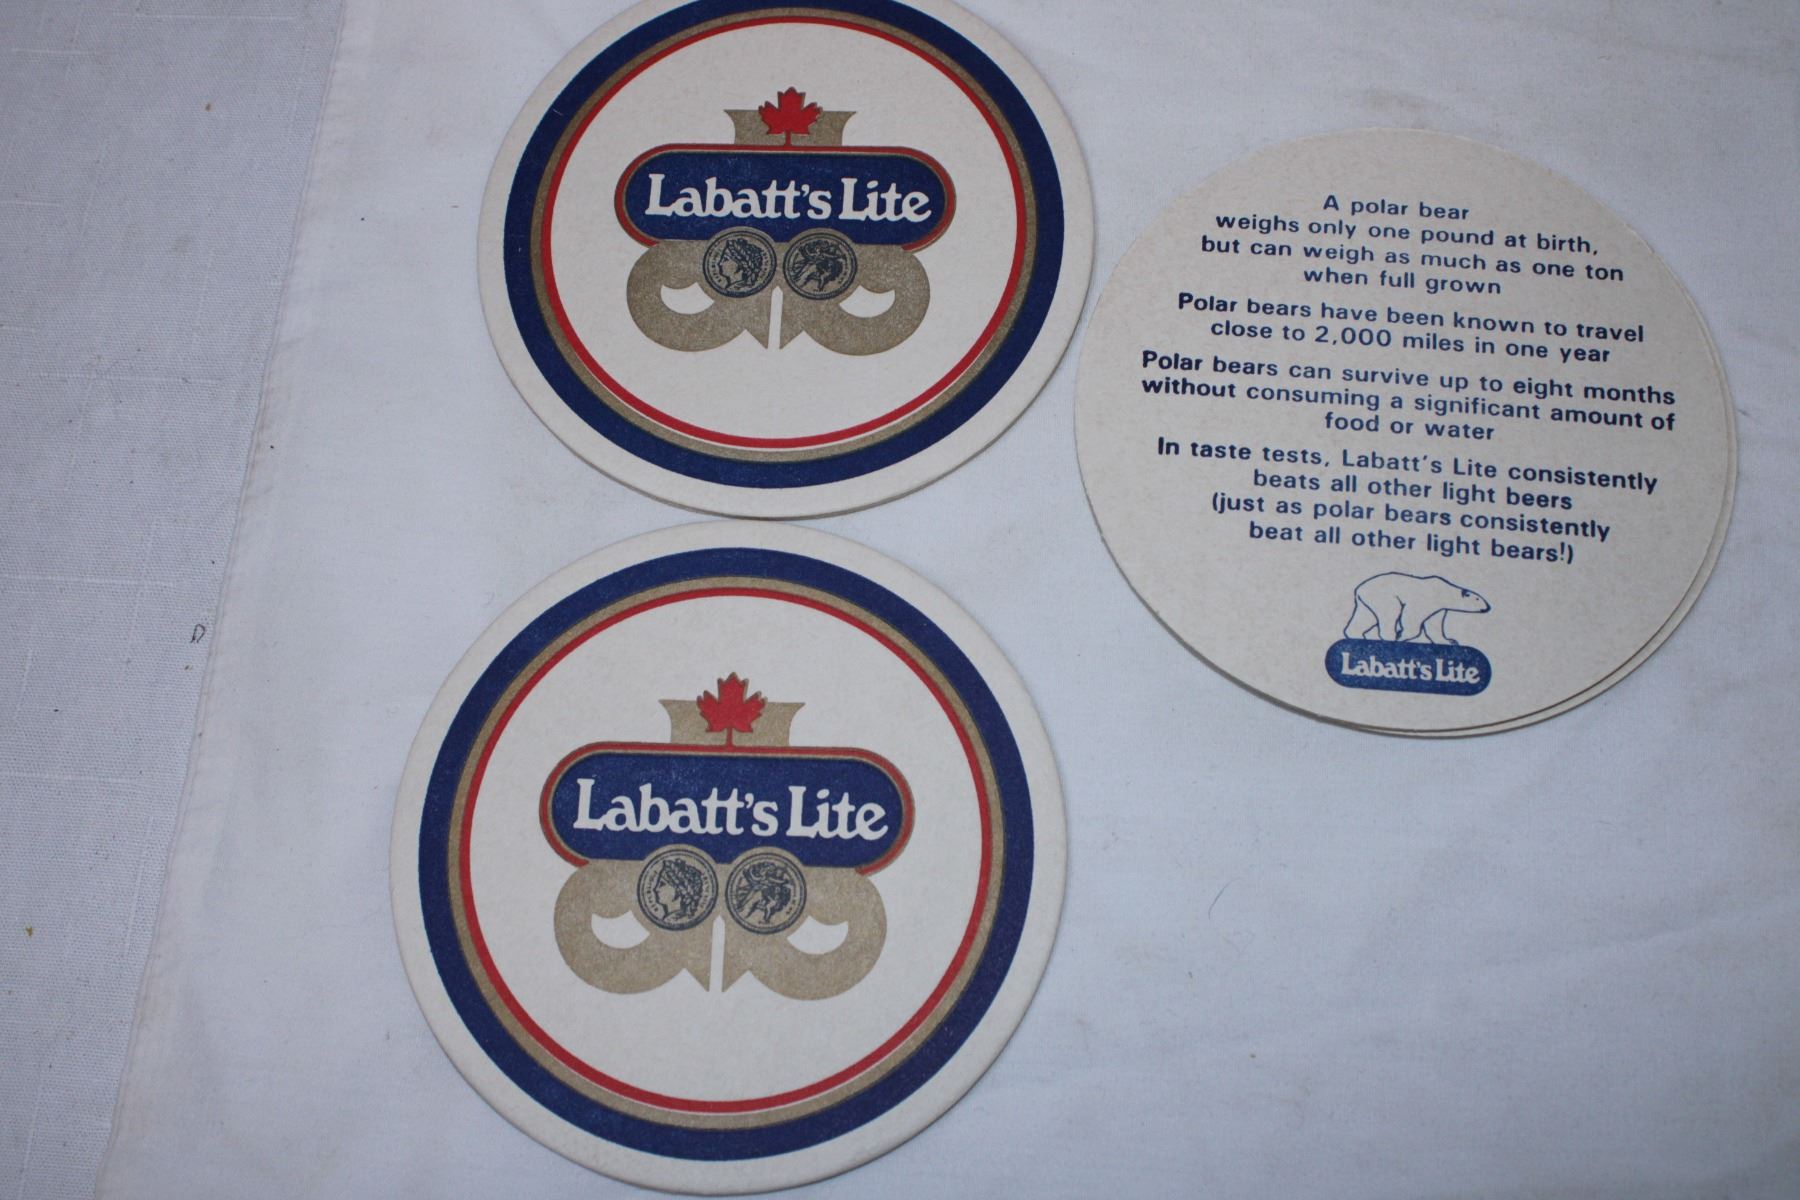 Labatt's Lite
A polar bear
weighs only one pound at birth,
but can weigh as much as one ton
when full grown
Polar bears have been known to travel
close to 2,000 miles in one year
Polar bears can survive up to eight months
without consuming a significant amount of
food or water
In taste tests, Labatt's Lite consistently
beats all other light beers
(just as polar bears consistently
beat all other light bears!)
Labatt's Lite
Labatt's Lite